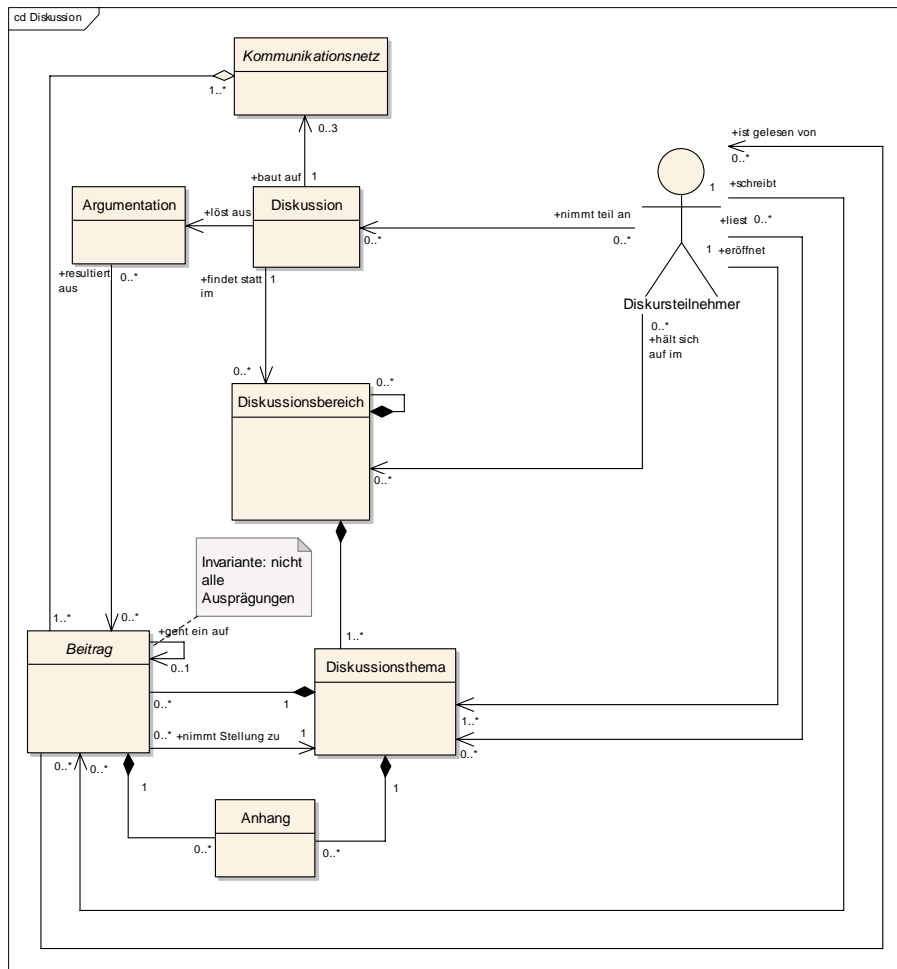 cd Diskussion
Kommunikationsnetz
1..*
0..3
+ist gelesen von
0..*
+baut auf 1
1 +schreibt
Argumentation
+löst aus
Diskussion
+nimmt teil an
0..*
0..*
+liest 0..*
1 +eröffnet
+resultiert
aus
0..*
+findet statt
im
1
Diskursteilnehmer
0..*
+hält sich
auf im
0..*
0..*
Diskussionsbereich
0..*
Invariante: nicht
alle
Ausprägungen
1..*
0..*
+geht ein auf
1..*
Beitrag
0..1
Diskussionsthema
0..*
1
1..*
0..*
+nimmt Stellung zu
1
0..*
0..*
0..*
1
1
Anhang
0..*
0..*